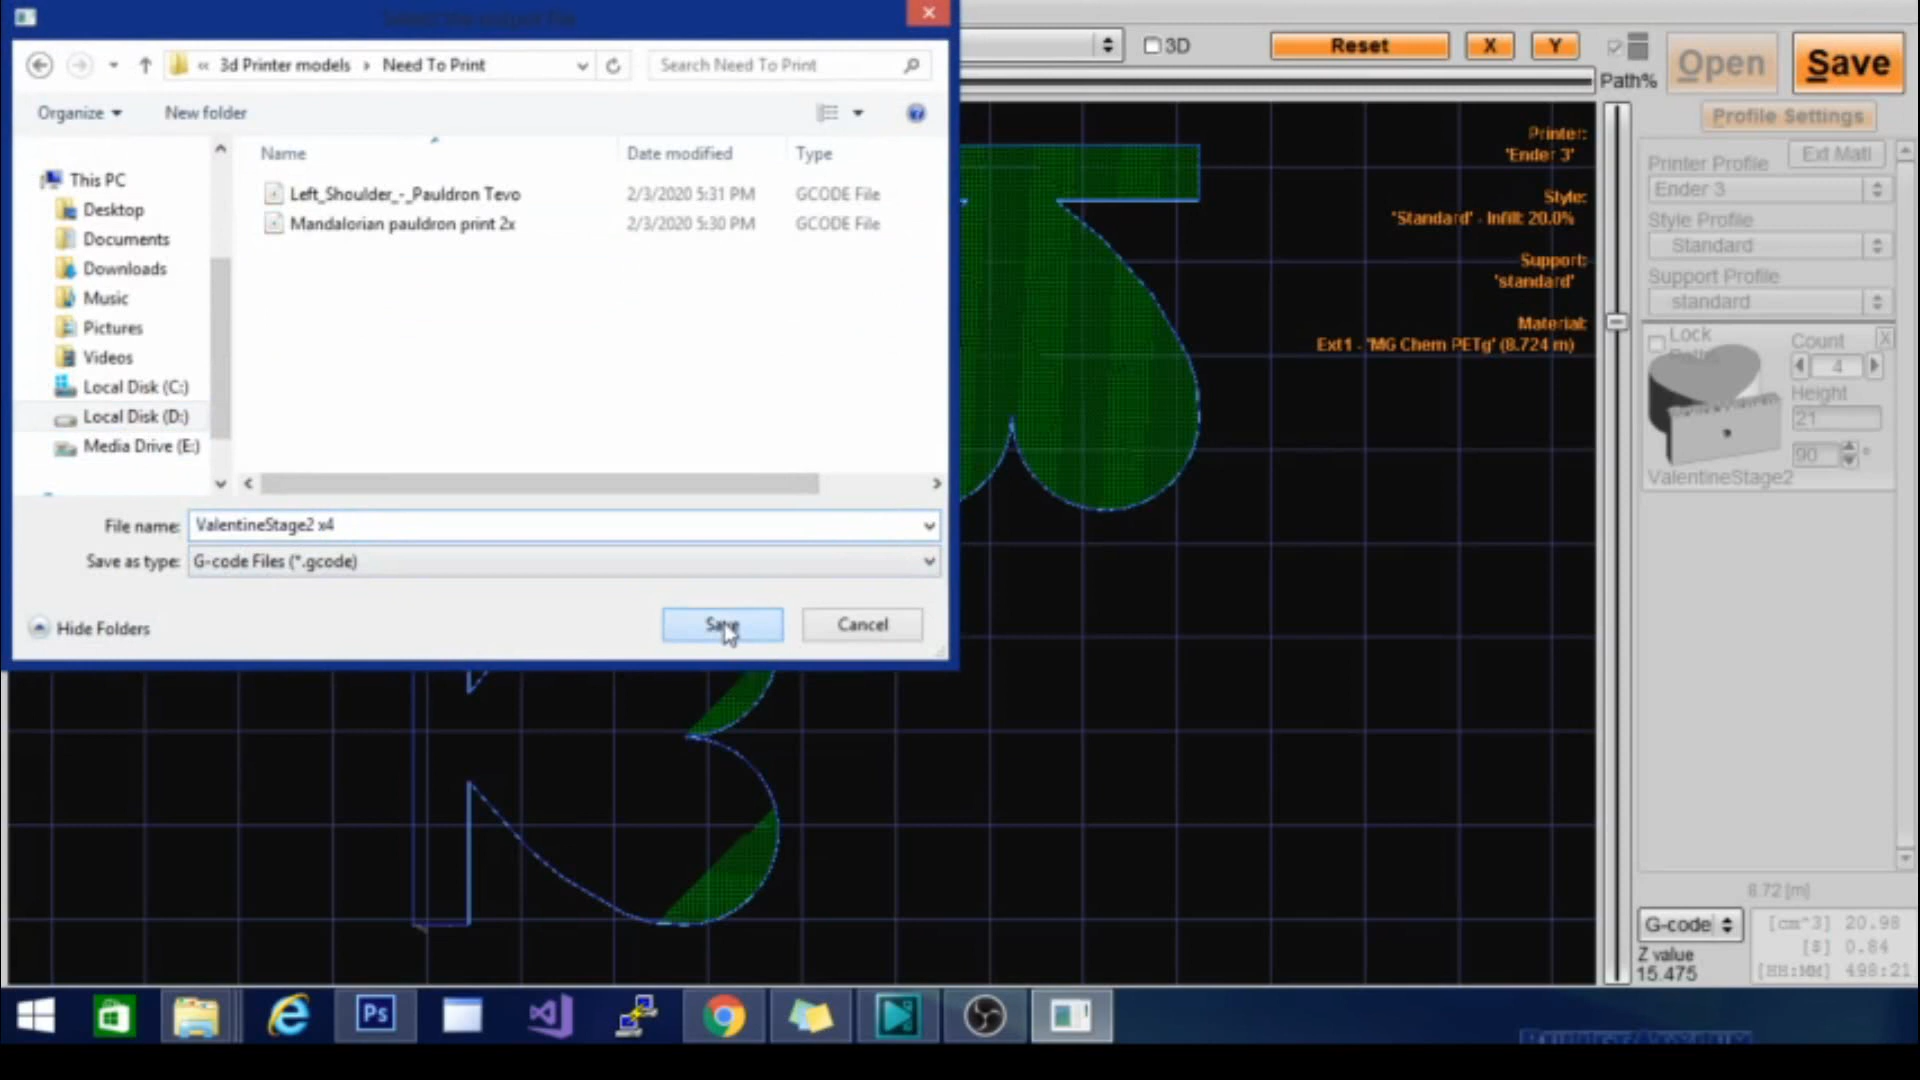 3D
Reset
X
Y
Path%
Open
Save
Profile Settings
« 3d Printer models
Need To Print
Search Need To Print
Organize
New folder
Name
Date modified
Type
Left_Shoulder_-_Pauldron Tevo
2/3/2020 5:31 PM
GCODE File
Mandalorian pauldron print 2x
2/3/2020 5:30 PM
GCODE File
This PC
Desktop
Documents
Downloads
Music
Pictures
Videos
Local Disk (C:)
Local Disk (D:)
Media Drive (E:)
File name:
ValentineStage2 x4
Save as type:
G-code Files (*.gcode)
Hide Folders
Save
Cancel
Printer:
'Ender 3'
Style:
'Standard' - Infill: 20.0%
Support:
'standard'
Material:
Ext1 - 'MG Chem PETg' (8.724 m)
Printer Profile
Ext Matl
Ender 3
Style Profile
Standard
Support Profile
standard
Lock
Count
X
4
Height
21
90 °
ValentineStage2
8.72 [m]
G-code
[cm^3] 20.98
[$] 0.84
[HH:MM] 498:21
Z value
15.475
Ps